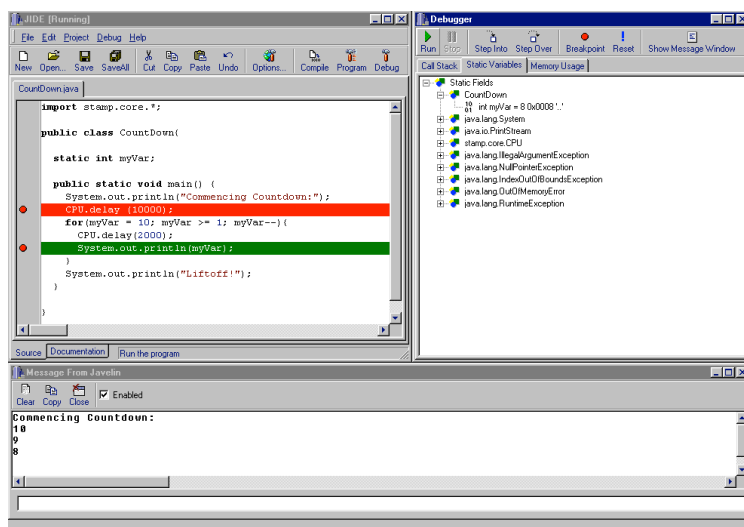 JIDE [Running]
File Edit Project Debug Help
New Open... Save SaveAll Cut Copy Paste Undo Options... Compile Program Debug
CountDown.java
import stamp.core.*;
public class CountDown{
static int myVar;
public static void main() {
System.out.println("Commencing Countdown:");
CPU.delay (10000);
for(myVar = 10; myVar >= 1; myVar--){
CPU.delay(2000);
System.out.println(myVar);
}
System.out.println("Liftoff!");
}
}
Source Documentation Run the program
Debugger
Run Stop Step Into Step Over Breakpoint Reset Show Message Window
Call Stack Static Variables Memory Usage
Static Fields
CountDown
int myVar = 8 0x0008 '..'
java.lang.System
java.io.PrintStream
stamp.core.CPU
java.lang.IllegalArgumentException
java.lang.NullPointerException
java.lang.IndexOutOfBoundsException
java.lang.OutOfMemoryError
java.lang.RuntimeException
Message From Javelin
Clear Copy Close Enabled
Commencing Countdown:
10
9
8